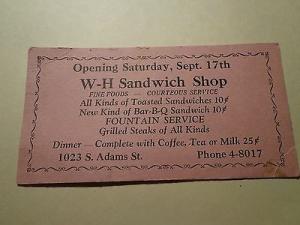 Opening Saturday, Sept. 17th
W-H Sandwich Shop
FINE FOODS — COURTEOUS SERVICE
All Kinds of Toasted Sandwiches 10¢
New Kind of Bar-B-Q Sandwich 10¢
FOUNTAIN SERVICE
Grilled Steaks of All Kinds
Dinner — Complete with Coffee, Tea or Milk 25¢
1023 S. Adams St. Phone 4-8017